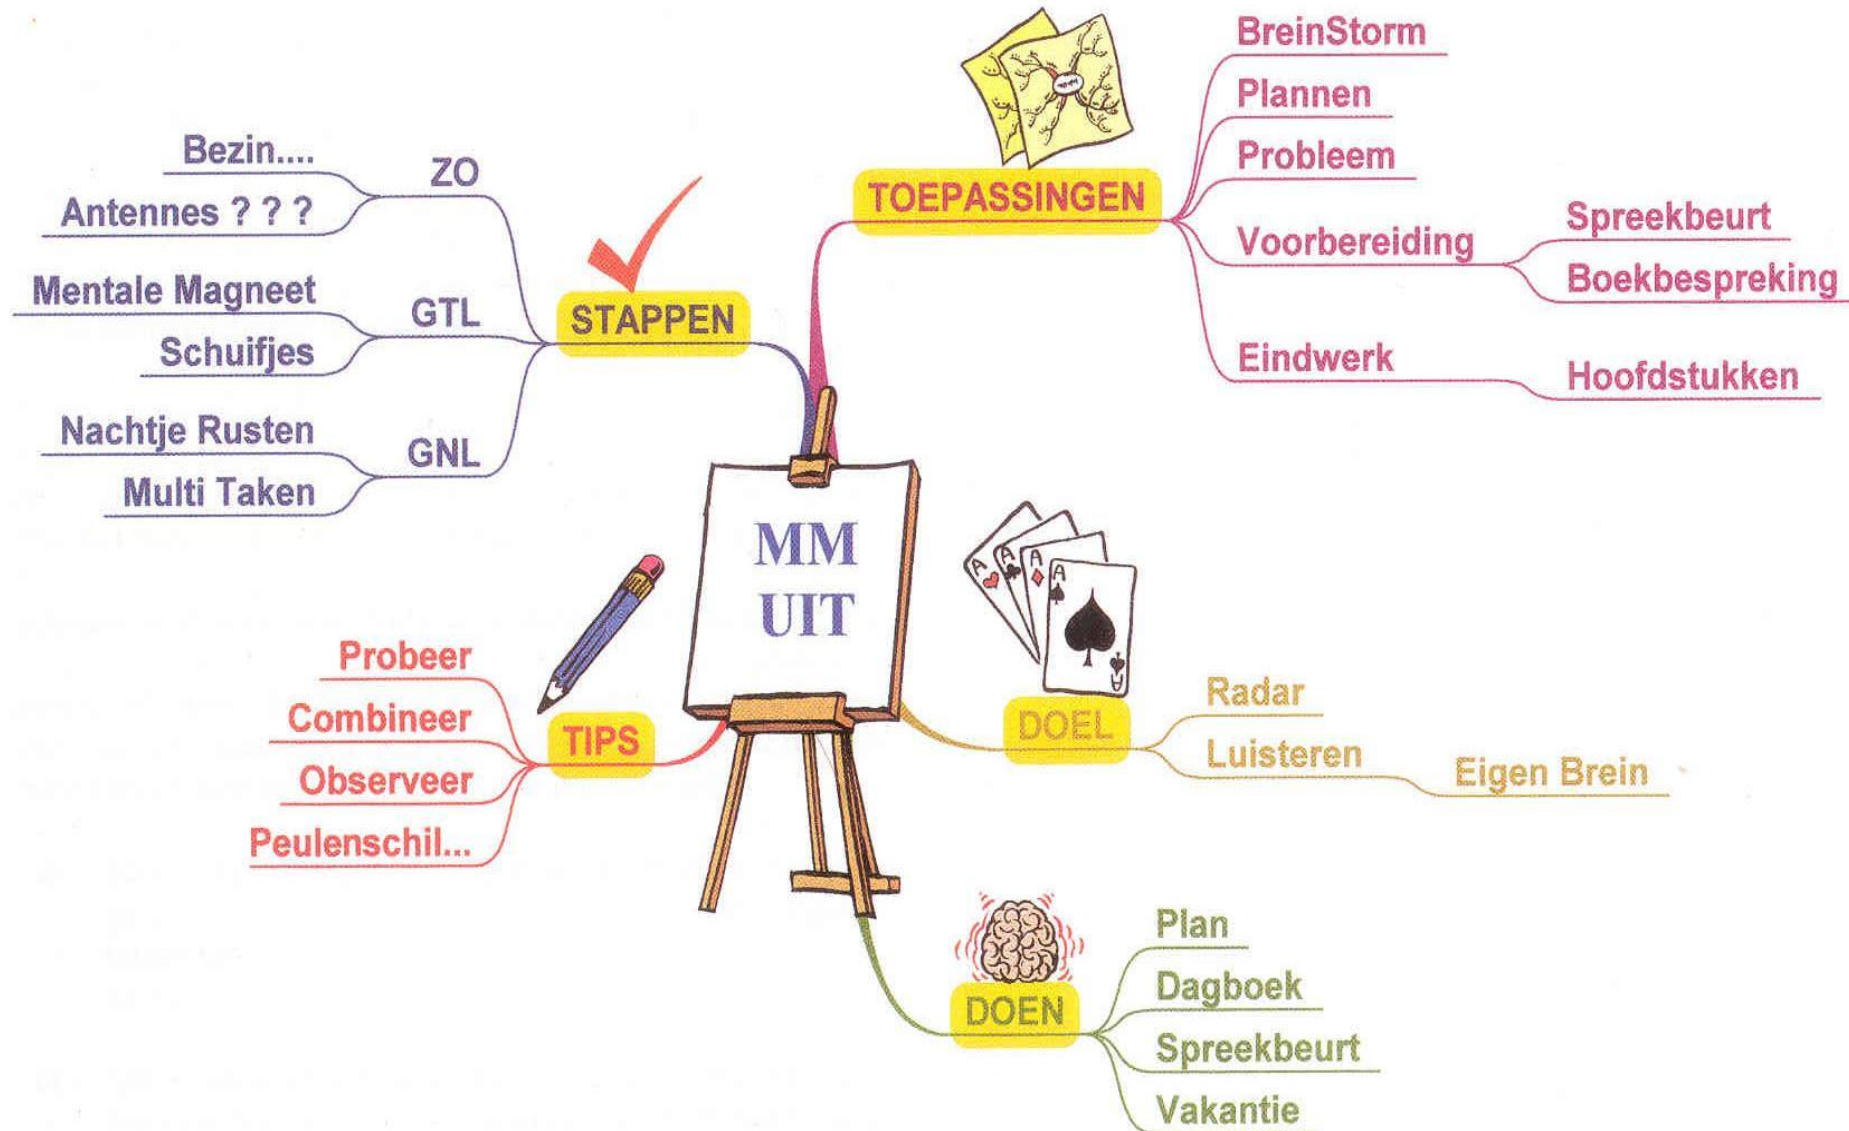 MM
UIT
TOEPASSINGEN
BreinStorm
Plannen
Probleem
Voorbereiding
Spreekbeurt
Boekbespreking
Eindwerk
Hoofdstukken
DOEL
Radar
Luisteren
Eigen Brein
DOEN
Plan
Dagboek
Spreekbeurt
Vakantie
TIPS
Probeer
Combineer
Observeer
Peulenschil...
STAPPEN
ZO
Bezin....
Antennes ? ? ?
GTL
Mentale Magneet
Schuifjes
GNL
Nachtje Rusten
Multi Taken
A
A
A
A
A